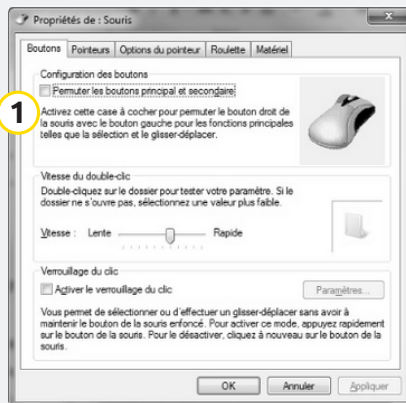 Propriétés de : Souris
Boutons Pointeurs Options du pointeur Roulette Matériel
Configuration des boutons
Permuter les boutons principal et secondaire
1
Activez cette case à cocher pour permuter le bouton droit de
la souris avec le bouton gauche pour les fonctions principales
telles que la sélection et le glisser-déplacer.
Vitesse du double-clic
Double-cliquez sur le dossier pour tester votre paramètre. Si le
dossier ne s'ouvre pas, sélectionnez une valeur plus faible.
Vitesse : Lente Rapide
Verrouillage du clic
Activer le verrouillage du clic Paramètres...
Vous permet de sélectionner ou d'effectuer un glisser-déplacer sans avoir à
maintenir le bouton de la souris enfoncé. Pour activer ce mode, appuyez rapidement
sur le bouton de la souris. Pour le désactiver, cliquez à nouveau sur le bouton de la
souris.
OK Annuler Appliquer